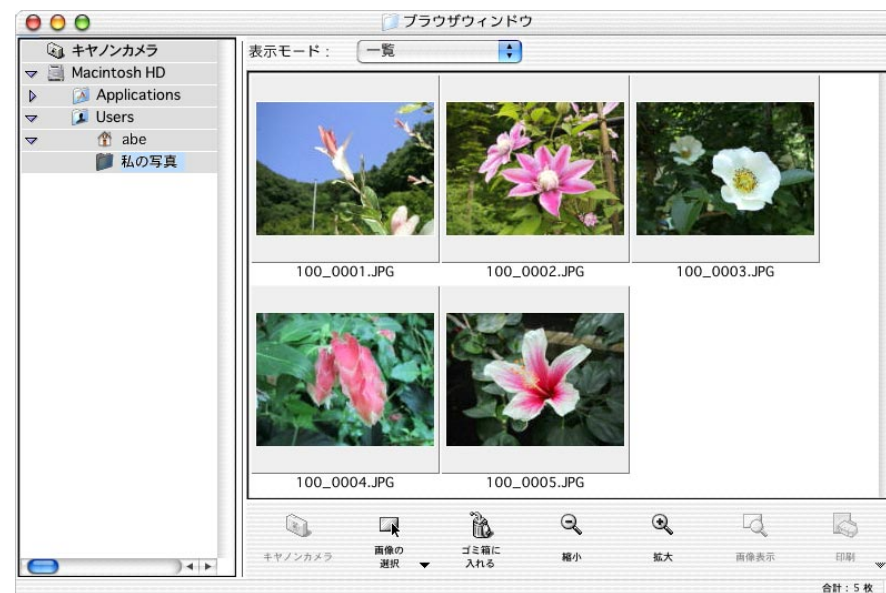 ブラウザウィンドウ
キヤノンカメラ
Macintosh HD
Applications
Users
abe
私の写真
表示モード：
一覧
100_0001.JPG
100_0002.JPG
100_0003.JPG
100_0004.JPG
100_0005.JPG
キヤノンカメラ
画像の
選択
ゴミ箱に
入れる
縮小
拡大
画像表示
印刷
合計：5 枚